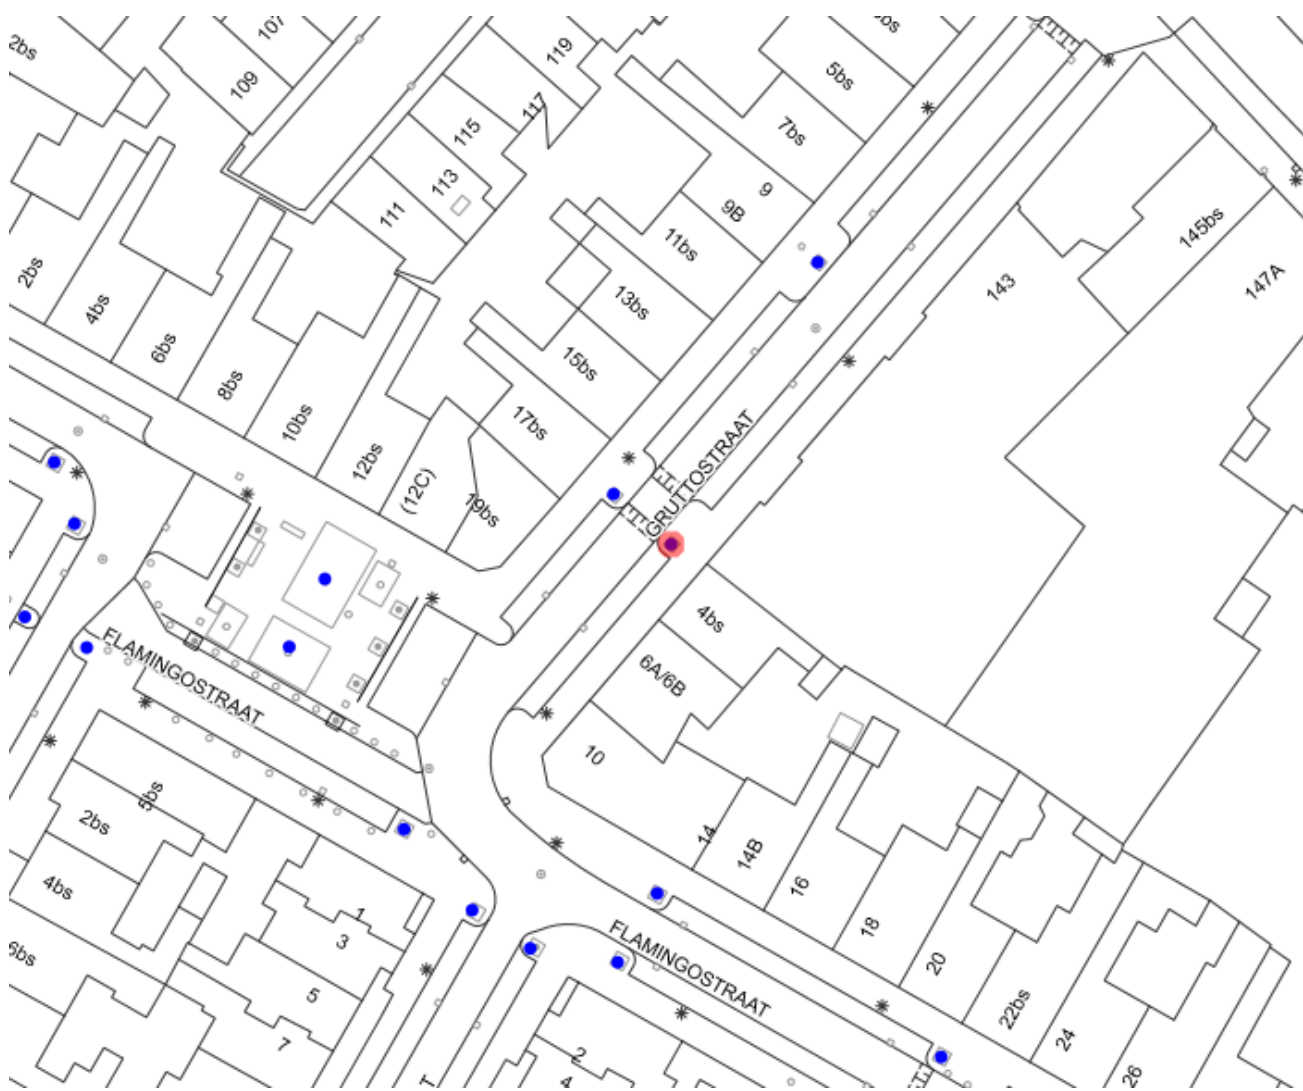 2bs
107
109
119
117
115
113
111
5bs
7bs
9
9B
11bs
13bs
15bs
17bs
19bs
143
145bs
147A
2bs
4bs
6bs
8bs
10bs
12bs
(12C)
GRUTTOSTRAAT
FLAMINGOSTRAAT
4bs
6A/6B
10
14
14B
16
18
20
22bs
24
26
5bs
2bs
4bs
6bs
1
3
5
7
FLAMINGOSTRAAT
2
4
T